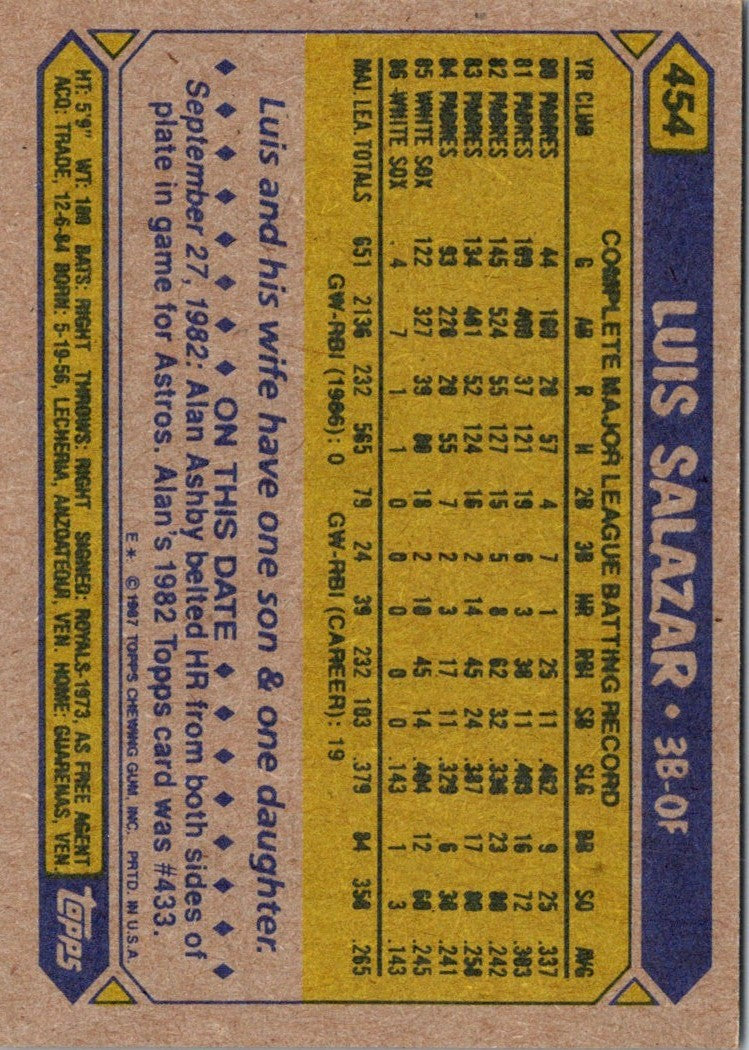 454 LUIS SALAZAR • 3B-OF
COMPLETE MAJOR LEAGUE BATTING RECORD
YR CLUB G AB R H 2B 3B HR RBI SB SLG BB SO AVG
80 PADRES 44 169 28 57 4 7 1 25 11 .462 9 25 .337
81 PADRES 109 400 37 121 19 6 3 38 11 .403 16 72 .303
82 PADRES 145 524 55 127 15 5 8 62 32 .336 23 80 .242
83 PADRES 134 481 52 124 16 2 14 45 24 .387 17 80 .258
84 PADRES 93 228 20 55 7 2 3 17 11 .329 6 38 .241
85 WHITE SOX 122 327 39 80 18 2 10 45 14 .404 12 60 .245
86 WHITE SOX 4 7 1 1 0 0 0 0 0 .143 1 3 .143
MAJ. LEA. TOTALS 651 2136 232 565 79 24 39 232 103 .379 84 358 .265
GW-RBI (1986): 0 GW-RBI (CAREER): 19
Luis and his wife have one son & one daughter.
ON THIS DATE
September 27, 1982: Alan Ashby belted HR from both sides of
plate in game for Astros. Alan's 1982 Topps card was #433.
E * © 1987 TOPPS CHEWING GUM, INC. PRTD. IN U.S.A.
HT: 5'9" WT: 180 BATS: RIGHT THROWS: RIGHT SIGNED: ROYALS-1973, AS FREE AGENT
ACQ: TRADE, 12-6-84 BORN: 5-19-56, LECHERIA, ANZOATEQUI, VEN. HOME: GUARENAS, VEN.
topps